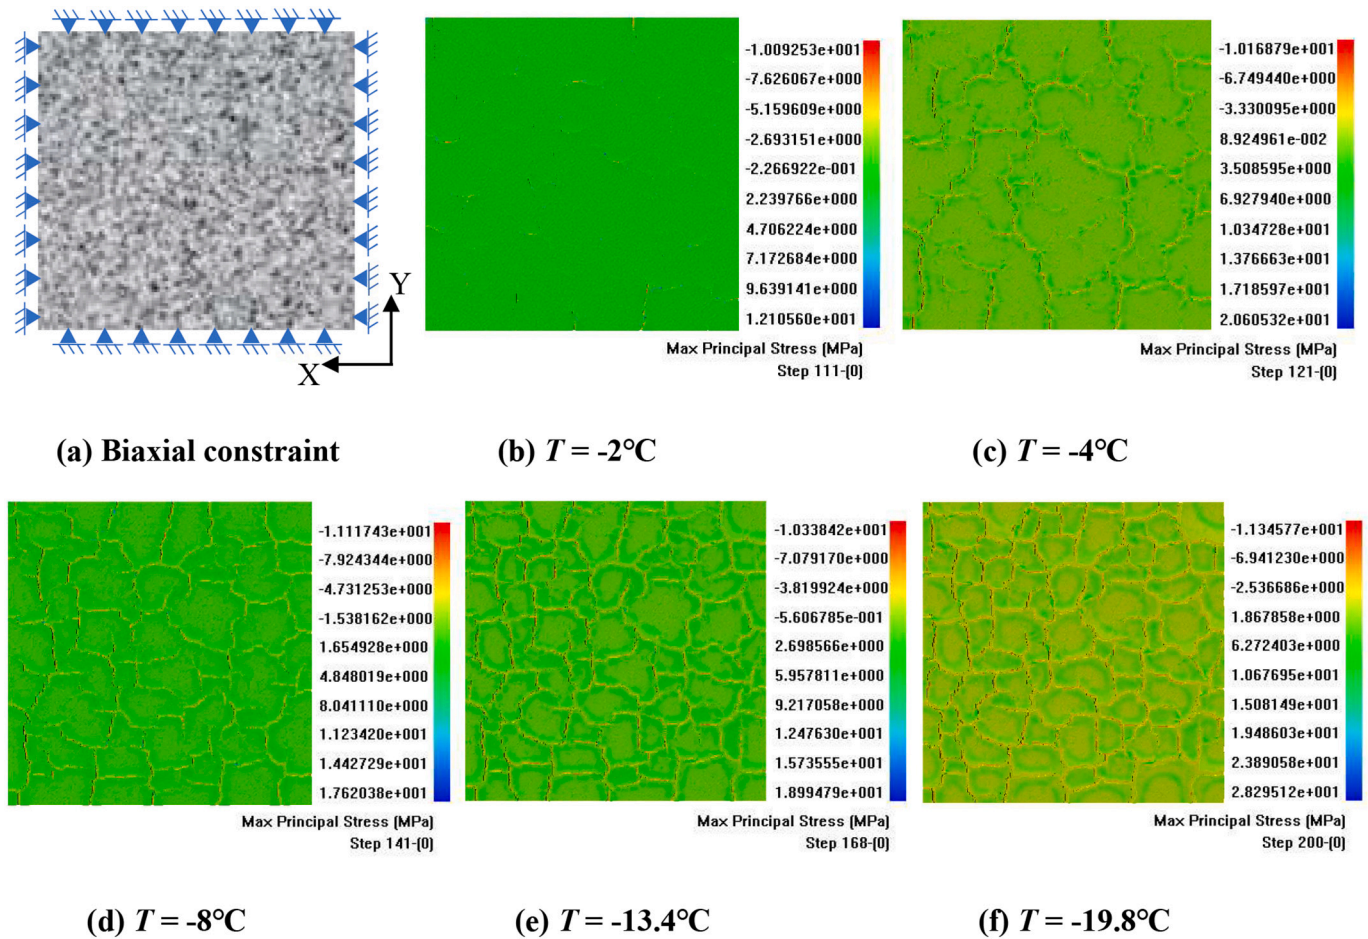 Y
X
-1.009253e+001
-7.626067e+000
-5.159609e+000
-2.693151e+000
-2.266922e-001
2.239766e+000
4.706224e+000
7.172684e+000
9.639141e+000
1.210560e+001
Max Principal Stress (MPa)
Step 111-(0)
-1.016879e+001
-6.749440e+000
-3.330095e+000
8.924961e-002
3.508595e+000
6.927940e+000
1.034728e+001
1.376663e+001
1.718597e+001
2.060532e+001
Max Principal Stress (MPa)
Step 121-(0)
(a) Biaxial constraint
(b) T = -2°C
(c) T = -4°C
-1.111743e+001
-7.924344e+000
-4.731253e+000
-1.538162e+000
1.654928e+000
4.848019e+000
8.041110e+000
1.123420e+001
1.442729e+001
1.762038e+001
Max Principal Stress (MPa)
Step 141-(0)
-1.033842e+001
-7.079170e+000
-3.819924e+000
-5.606785e-001
2.698566e+000
5.957811e+000
9.217058e+000
1.247630e+001
1.573555e+001
1.899479e+001
Max Principal Stress (MPa)
Step 168-(0)
-1.134577e+001
-6.941230e+000
-2.536686e+000
1.867858e+000
6.272403e+000
1.067695e+001
1.508149e+001
1.948603e+001
2.389058e+001
2.829512e+001
Max Principal Stress (MPa)
Step 200-(0)
(d) T = -8°C
(e) T = -13.4°C
(f) T = -19.8°C